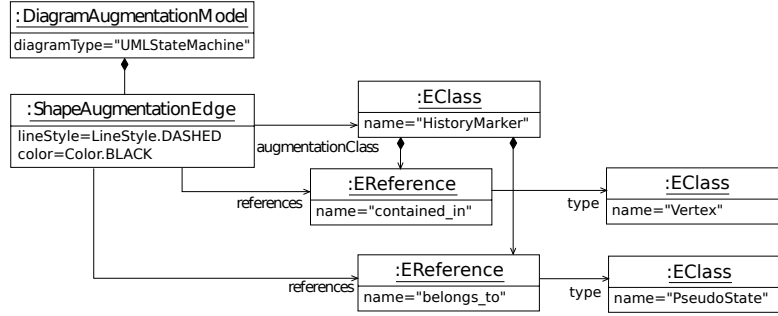 :DiagramAugmentationModel
diagramType="UMLStateMachine"
:ShapeAugmentationEdge
lineStyle=LineStyle.DASHED
color=Color.BLACK
augmentationClass
:EClass
name="HistoryMarker"
references
:EReference
name="contained_in"
type
:EClass
name="Vertex"
references
:EReference
name="belongs_to"
type
:EClass
name="PseudoState"